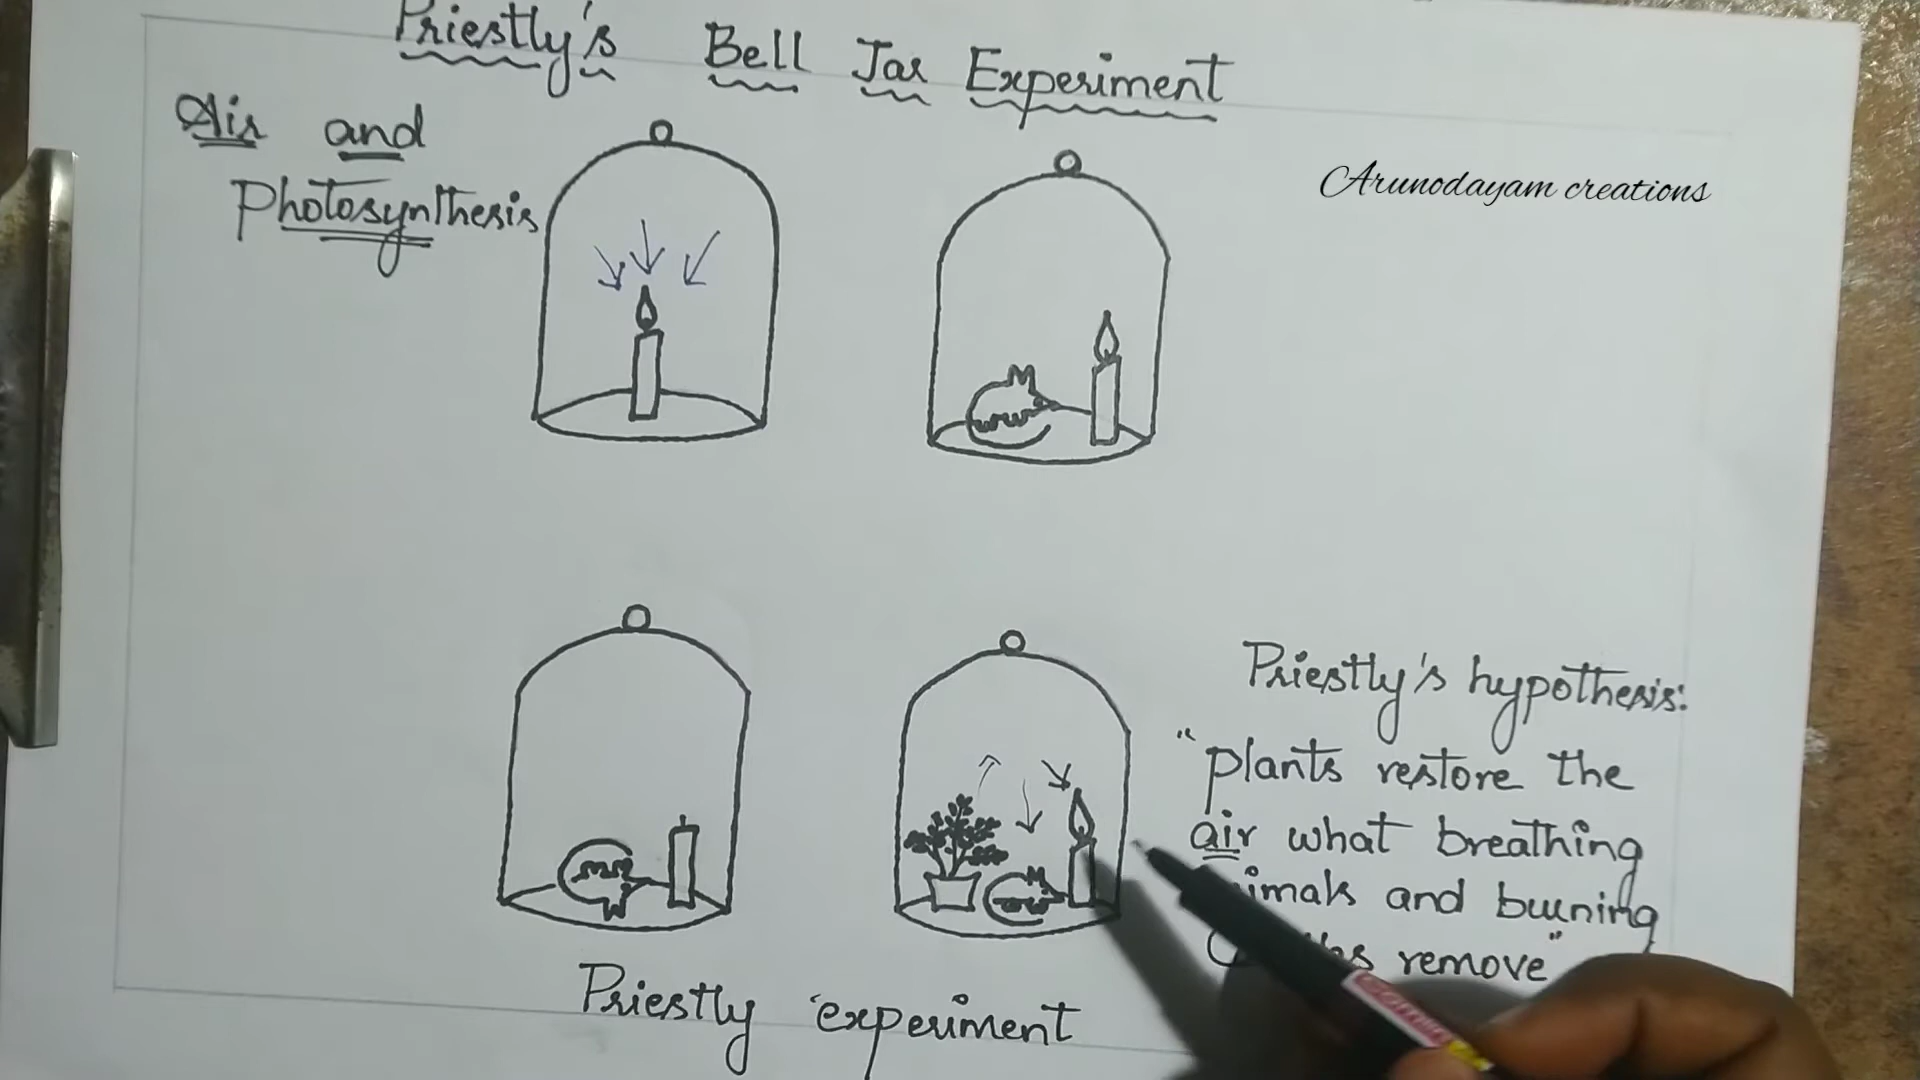 Priestly's Bell Jar Experiment
Air and
Photosynthesis
Arunodayam creations
Priestly's hypothesis:
"plants restore the
air what breathing
and burning
remove"
Priestly experiment